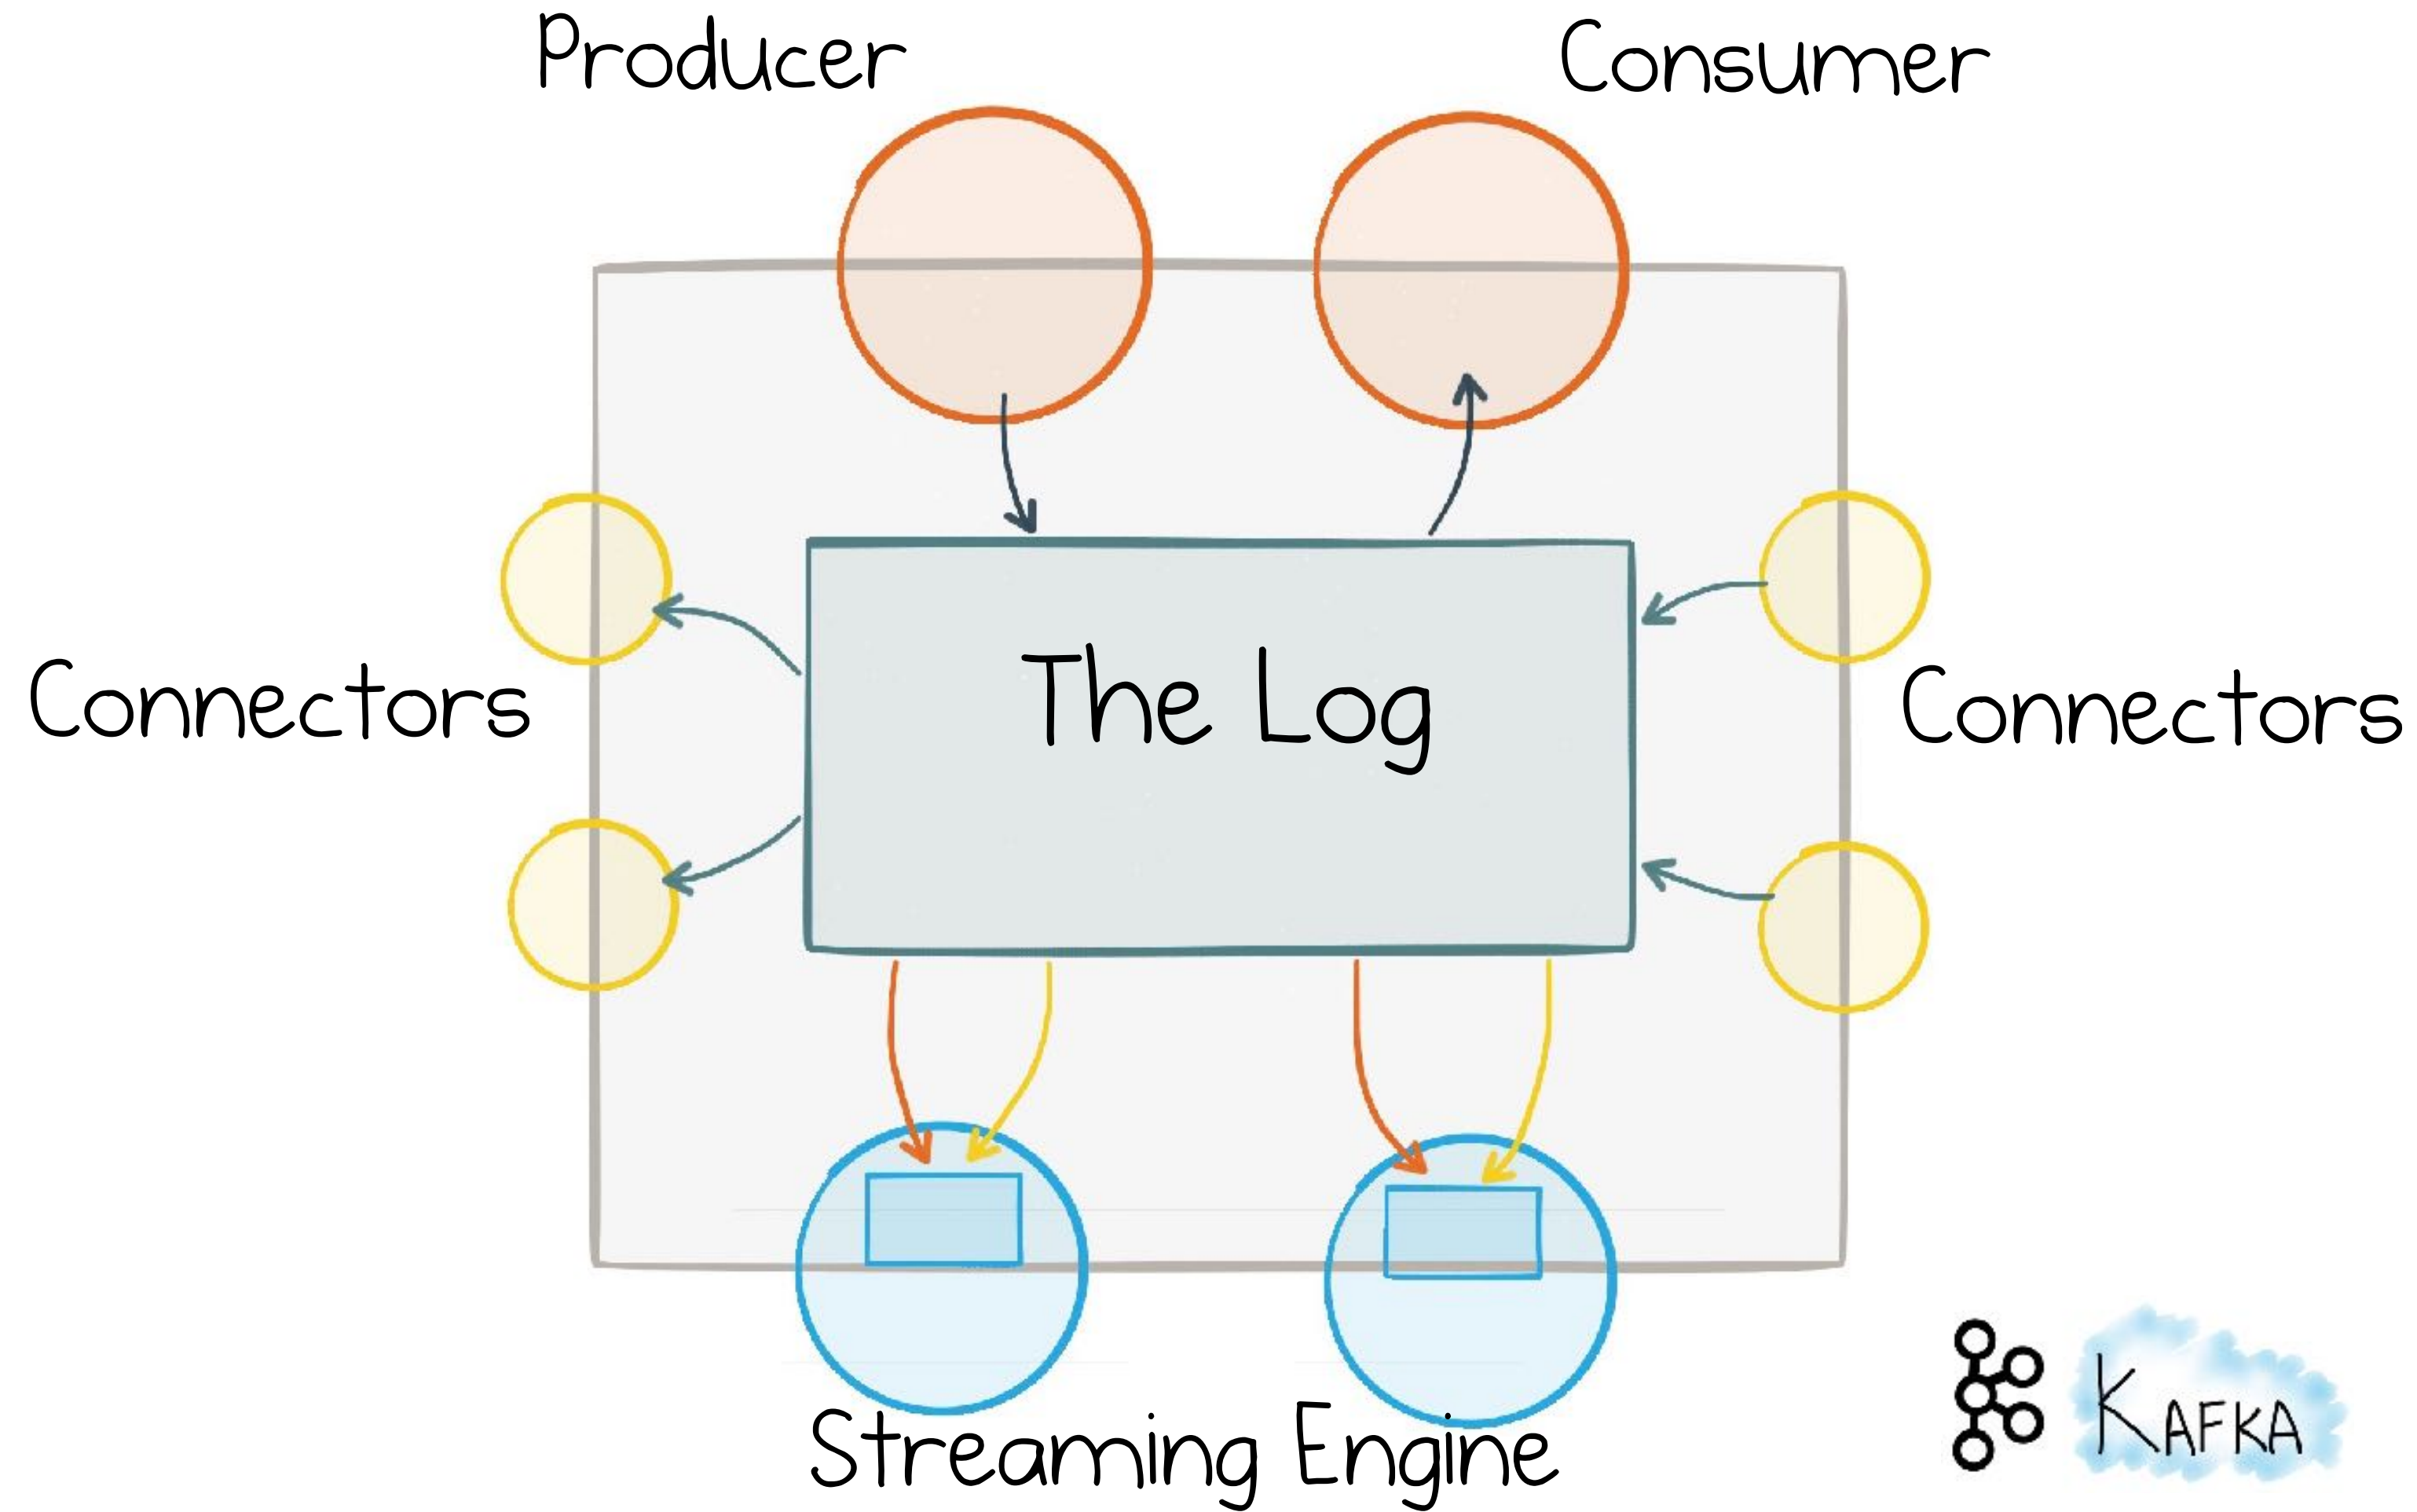 Producer
Consumer
The Log
Connectors
Connectors
Streaming Engine
KAFKA